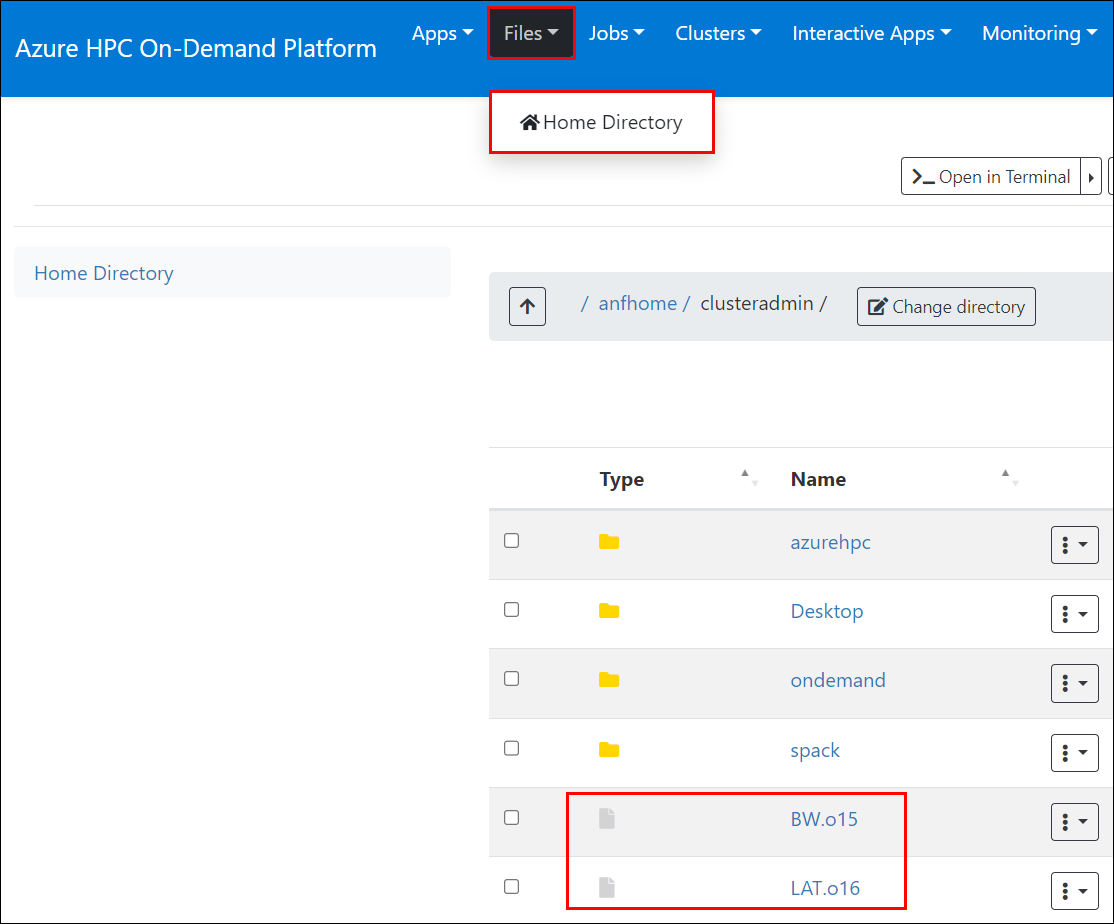 Azure HPC On-Demand Platform
Apps Files Jobs Clusters Interactive Apps Monitoring
Home Directory
Open in Terminal
Home Directory
/ anfhome / clusteradmin / Change directory
Type Name
azurehpc
Desktop
ondemand
spack
BW.o15
LAT.o16